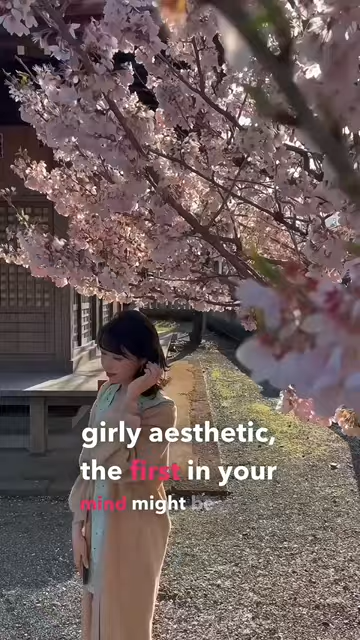 girly aesthetic,
the first in your
mind might be